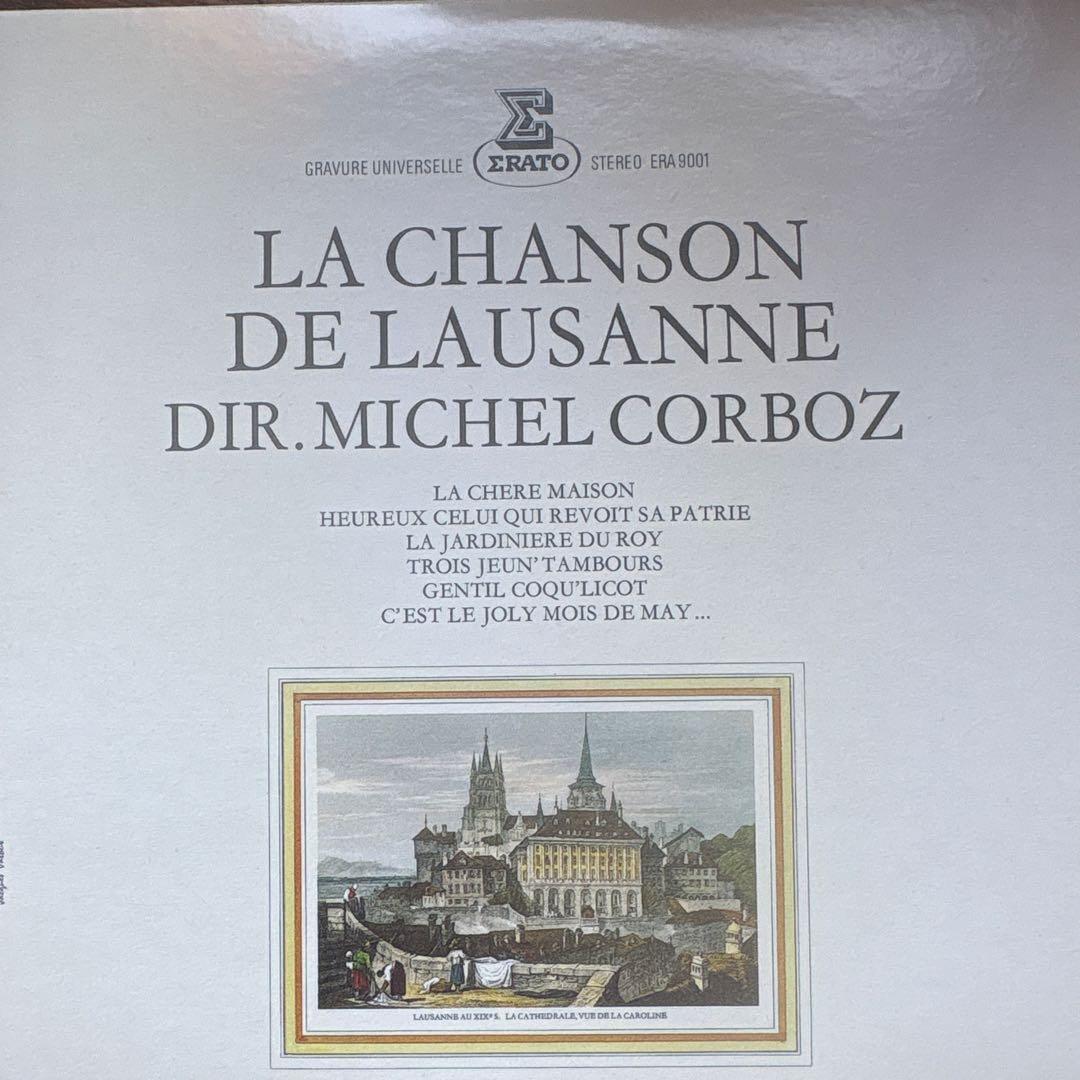 GRAVURE UNIVERSELLE ΣRATO STEREO ERA 9001
LA CHANSON
DE LAUSANNE
DIR. MICHEL CORBOZ
LA CHERE MAISON
HEUREUX CELUI QUI REVOIT SA PATRIE
LA JARDINIERE DU ROY
TROIS JEUN' TAMBOURS
GENTIL COQU'LICOT
C'EST LE JOLY MOIS DE MAY...
LAUSANNE AU XIXᵉ S. LA CATHEDRALE, VUE DE LA CAROLINE